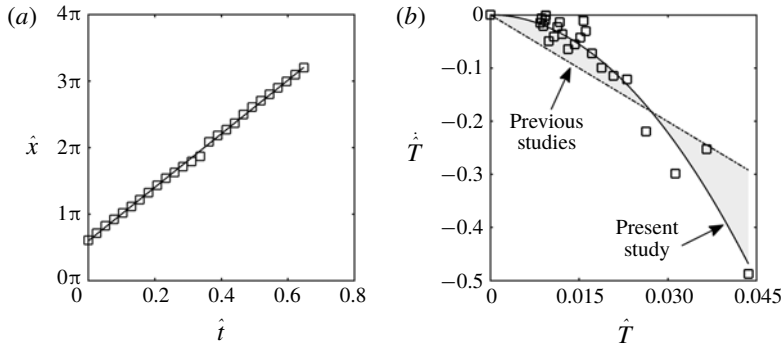 (a)
4π
3π
x̂
2π
1π
0π
0
0.2
0.4
0.6
0.8
t̂
(b)
0
−0.1
−0.2
Ṫ̂
−0.3
−0.4
−0.5
Previous
studies
Present
study
0
0.015
0.030
0.045
T̂